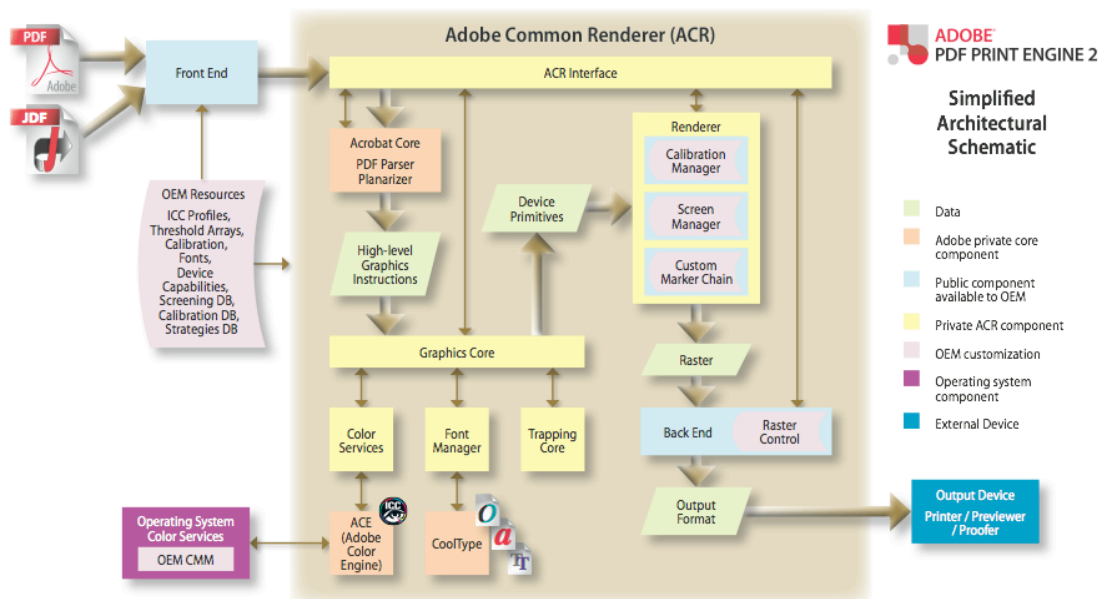 PDF
Adobe
JDF
Front End
OEM Resources
ICC Profiles,
Threshold Arrays,
Calibration,
Fonts,
Device
Capabilities,
Screening DB,
Calibration DB,
Strategies DB
Operating System
Color Services
OEM CMM
Adobe Common Renderer (ACR)
ACR Interface
Acrobat Core
PDF Parser
Planarizer
High-level
Graphics
Instructions
Device
Primitives
Renderer
Calibration
Manager
Screen
Manager
Custom
Marker Chain
Graphics Core
Raster
Color
Services
Font
Manager
Trapping
Core
Back End
Raster
Control
ICC
ACE
(Adobe
Color
Engine)
CoolType
O
a
TT
Output
Format
Output Device
Printer / Previewer
/ Proofer
ADOBE®
PDF PRINT ENGINE 2
Simplified
Architectural
Schematic
Data
Adobe private core
component
Public component
available to OEM
Private ACR component
OEM customization
Operating system
component
External Device